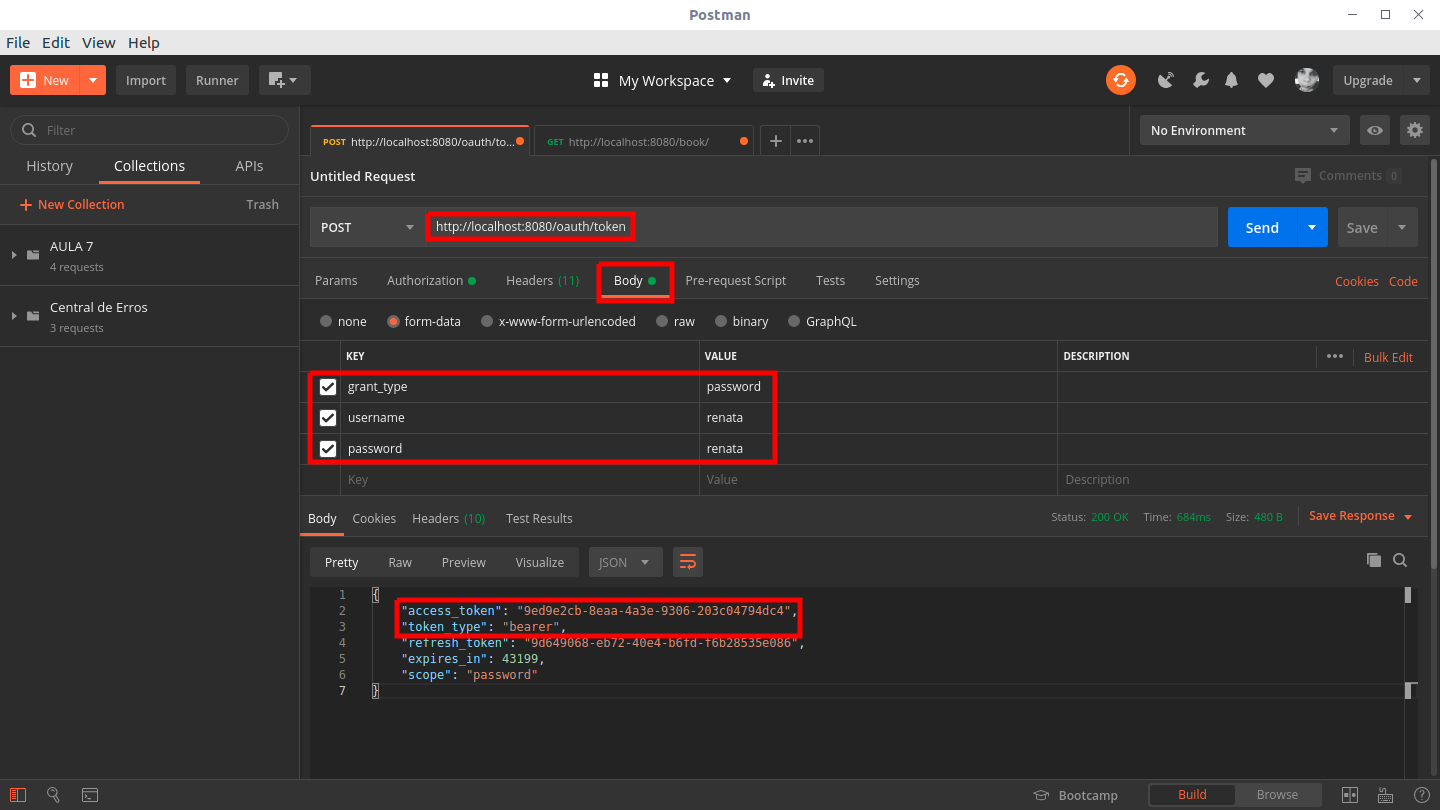 Postman
File Edit View Help
New Import Runner My Workspace Invite Upgrade
Filter
History Collections APIs
New Collection Trash
AULA 7
4 requests
Central de Erros
3 requests
POST http://localhost:8080/oauth/to... GET http://localhost:8080/book/ ••• No Environment
Untitled Request Comments 0
POST http://localhost:8080/oauth/token Send Save
Params Authorization Headers (11) Body Pre-request Script Tests Settings Cookies Code
none form-data x-www-form-urlencoded raw binary GraphQL
KEY VALUE DESCRIPTION ••• Bulk Edit
grant_type password
username renata
password renata
Key Value Description
Body Cookies Headers (10) Test Results Status: 200 OK Time: 684ms Size: 480 B Save Response
Pretty Raw Preview Visualize JSON
1 {
2 "access_token": "9ed9e2cb-8eaa-4a3e-9306-203c04794dc4",
3 "token_type": "bearer",
4 "refresh_token": "9d649068-eb72-40e4-b6fd-f6b28535e086",
5 "expires_in": 43199,
6 "scope": "password"
7 }
Bootcamp Build Browse